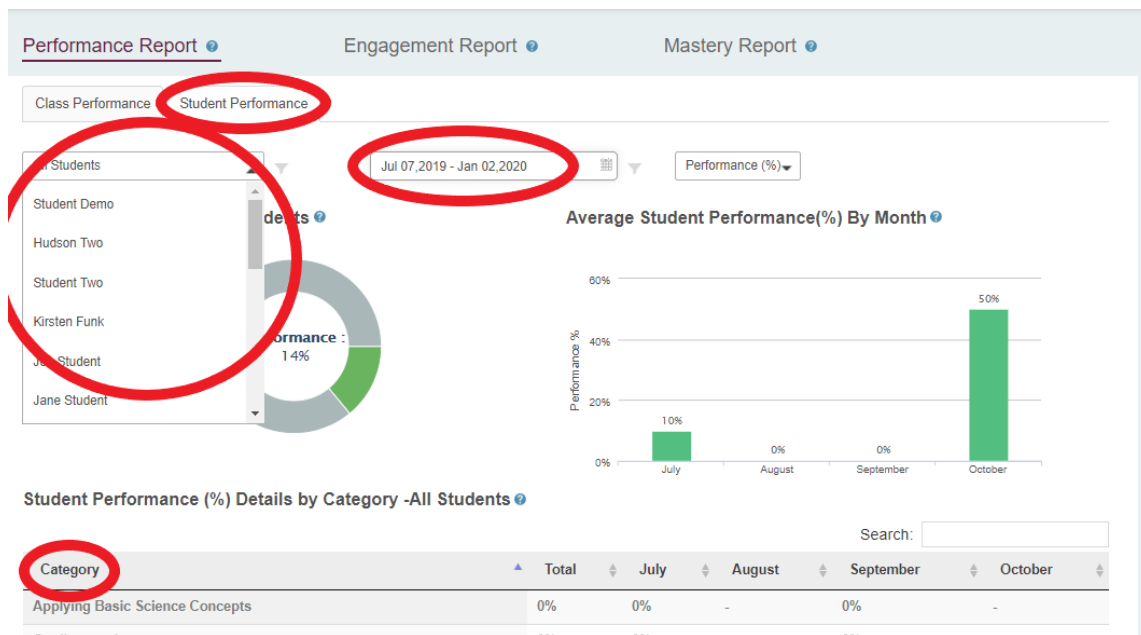 Performance Report ?
Engagement Report ?
Mastery Report ?
Class Performance
Student Performance
Students
Jul 07,2019 - Jan 02,2020
Performance (%)
Student Demo
Hudson Two
Student Two
Kirsten Funk
Student
Jane Student
dents ?
ormance :
14%
Average Student Performance(%) By Month ?
60%
40%
20%
0%
Performance %
10%
0%
0%
50%
July
August
September
October
Student Performance (%) Details by Category -All Students ?
Search:
Category Total July August September October
Applying Basic Science Concepts 0% 0% - 0% -